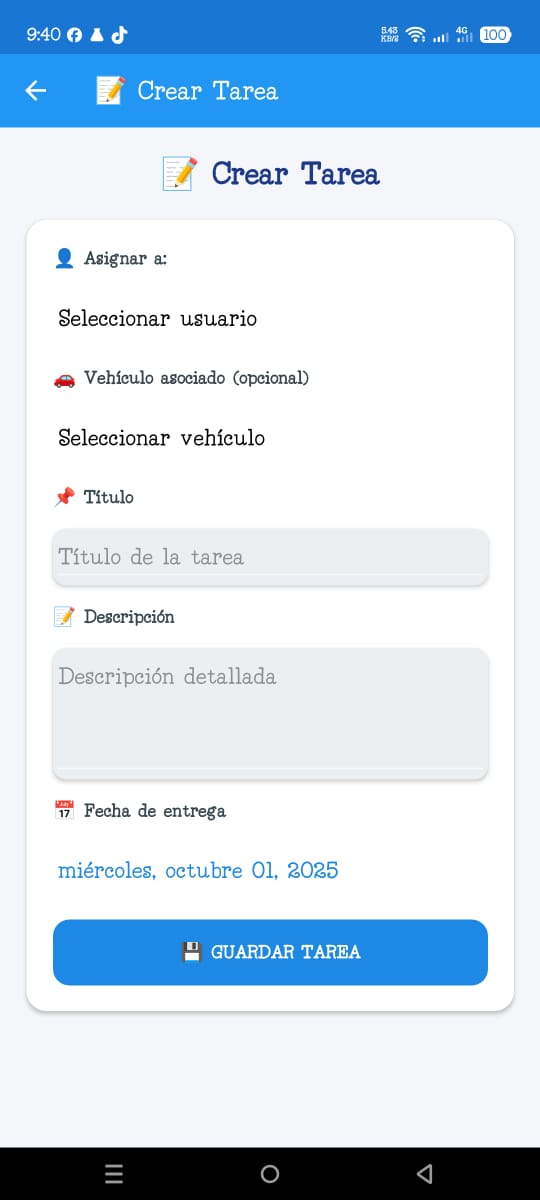 9:40
5.43 KB/S 4G 100
📝 Crear Tarea
📝 Crear Tarea
👤 Asignar a:
Seleccionar usuario
🚗 Vehículo asociado (opcional)
Seleccionar vehículo
📌 Título
Título de la tarea
📝 Descripción
Descripción detallada
📅 Fecha de entrega
miércoles, octubre 01, 2025
💾 GUARDAR TAREA